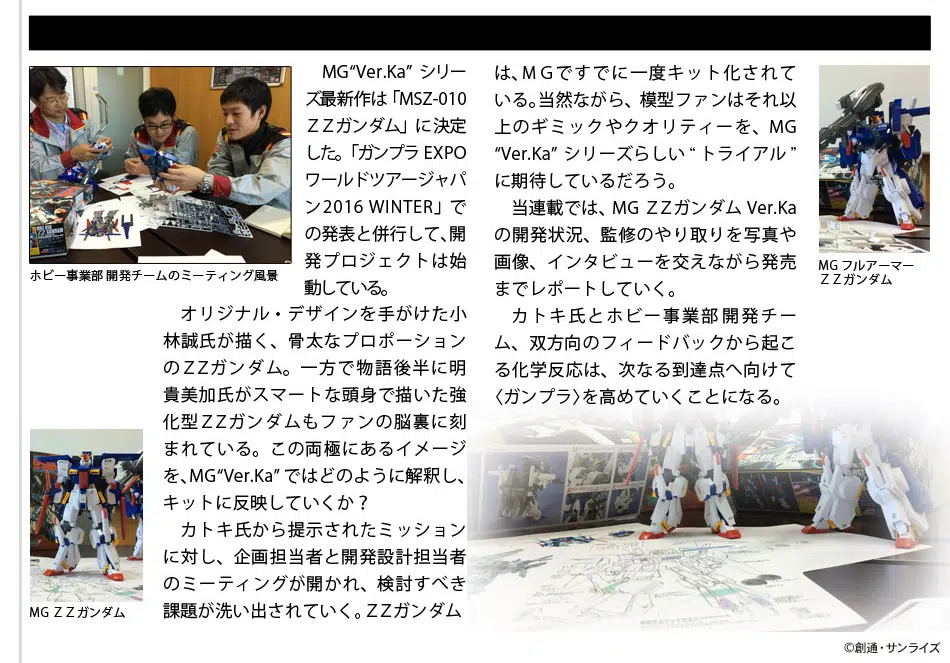 MG“Ver.Ka” シリー
ズ最新作は「MSZ-010
ＺＺガンダム」に決定
した。「ガンプラ EXPO
ワールドツアージャパ
ン2016 WINTER」で
の発表と併行して、開
発プロジェクトは始
動している。
ホビー事業部 開発チームのミーティング風景
オリジナル・デザインを手がけた小
林誠氏が描く、骨太なプロポーション
のＺＺガンダム。一方で物語後半に明
貴美加氏がスマートな頭身で描いた強
化型ＺＺガンダムもファンの脳裏に刻
まれている。この両極にあるイメージ
を、MG“Ver.Ka” ではどのように解釈し、
キットに反映していくか？
カトキ氏から提示されたミッション
に対し、企画担当者と開発設計担当者
のミーティングが開かれ、検討すべき
課題が洗い出されていく。ＺＺガンダム
MG ＺＺガンダム
は、ＭＧですでに一度キット化されて
いる。当然ながら、模型ファンはそれ以
上のギミックやクオリティーを、MG
“Ver.Ka” シリーズらしい “トライアル”
に期待しているだろう。
当連載では、MG ＺＺガンダム Ver.Ka
の開発状況、監修のやり取りを写真や
画像、インタビューを交えながら発売
までレポートしていく。
カトキ氏とホビー事業部開発チー
ム、双方向のフィードバックから起こ
る化学反応は、次なる到達点へ向けて
〈ガンプラ〉を高めていくことになる。
MG フルアーマー
ＺＺガンダム
©創通・サンライズ